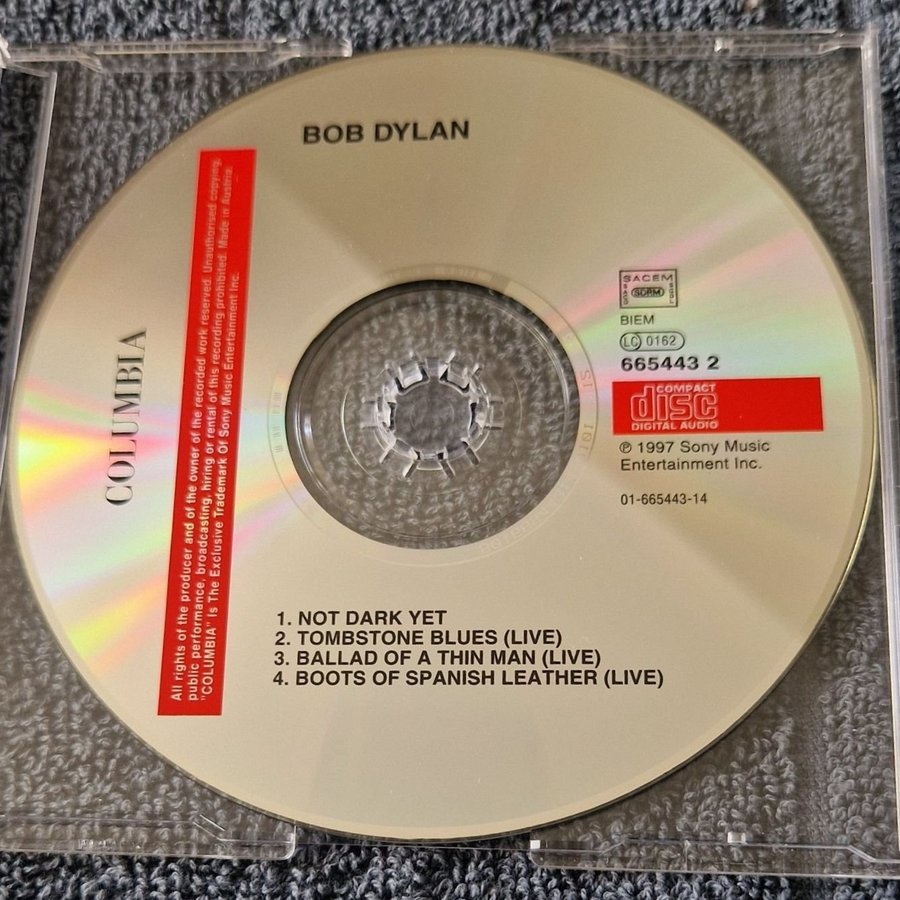 BOB DYLAN
COLUMBIA
All rights of the producer and of the owner of the recorded work reserved. Unauthorised copying,
public performance, broadcasting, hiring or rental of this recording prohibited. Made in Austria.
"COLUMBIA" Is The Exclusive Trademark Of Sony Music Entertainment Inc.
SACEM
SDRM
BIEM
LC 0162
665443 2
COMPACT
disc
DIGITAL AUDIO
℗ 1997 Sony Music
Entertainment Inc.
01-665443-14
1. NOT DARK YET
2. TOMBSTONE BLUES (LIVE)
3. BALLAD OF A THIN MAN (LIVE)
4. BOOTS OF SPANISH LEATHER (LIVE)